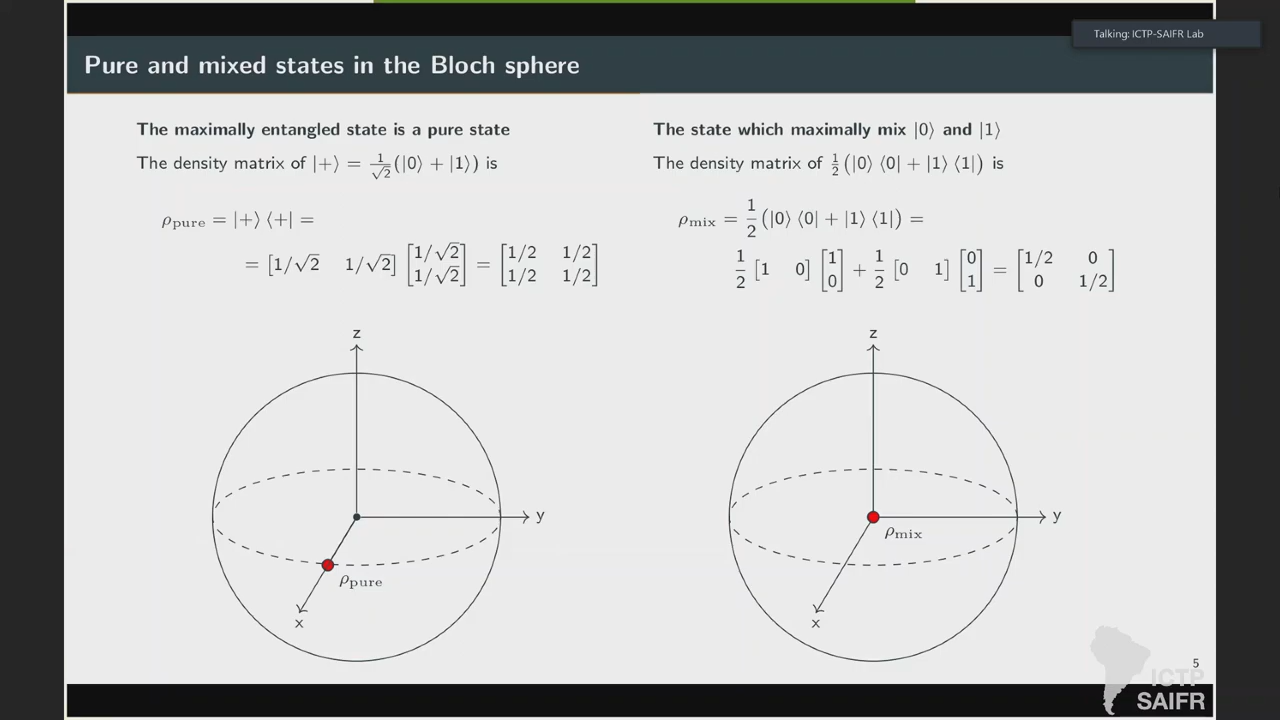 Talking: ICTP-SAIFR Lab
Pure and mixed states in the Bloch sphere
The maximally entangled state is a pure state
The density matrix of |+⟩ = 1/√2 (|0⟩ + |1⟩) is
ρpure = |+⟩ ⟨+| =
= [1/√2 1/√2] [1/√2 1/√2] = [1/2 1/2 1/2 1/2]
z
y
ρpure
x
The state which maximally mix |0⟩ and |1⟩
The density matrix of 1/2 (|0⟩ ⟨0| + |1⟩ ⟨1|) is
ρmix = 1/2 (|0⟩ ⟨0| + |1⟩ ⟨1|) =
1/2 [1 0] [1 0] + 1/2 [0 1] [0 1] = [1/2 0 0 1/2]
z
y
ρmix
x
5
ICTP
SAIFR